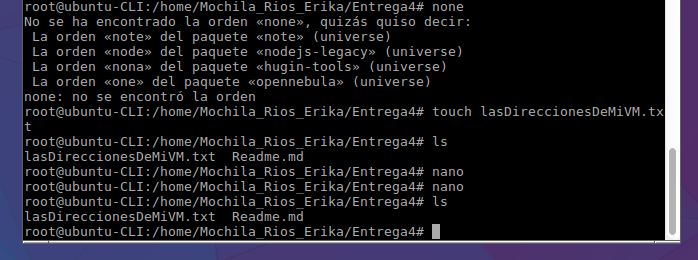 root@ubuntu-CLI:/home/Mochila_Rios_Erika/Entrega4# none
No se ha encontrado la orden «none», quizás quiso decir:
 La orden «note» del paquete «note» (universe)
 La orden «node» del paquete «nodejs-legacy» (universe)
 La orden «nona» del paquete «hugin-tools» (universe)
 La orden «one» del paquete «opennebula» (universe)
none: no se encontró la orden
root@ubuntu-CLI:/home/Mochila_Rios_Erika/Entrega4# touch lasDireccionesDeMiVM.tx
t
root@ubuntu-CLI:/home/Mochila_Rios_Erika/Entrega4# ls
lasDireccionesDeMiVM.txt  Readme.md
root@ubuntu-CLI:/home/Mochila_Rios_Erika/Entrega4# nano
root@ubuntu-CLI:/home/Mochila_Rios_Erika/Entrega4# nano
root@ubuntu-CLI:/home/Mochila_Rios_Erika/Entrega4# ls
lasDireccionesDeMiVM.txt  Readme.md
root@ubuntu-CLI:/home/Mochila_Rios_Erika/Entrega4#